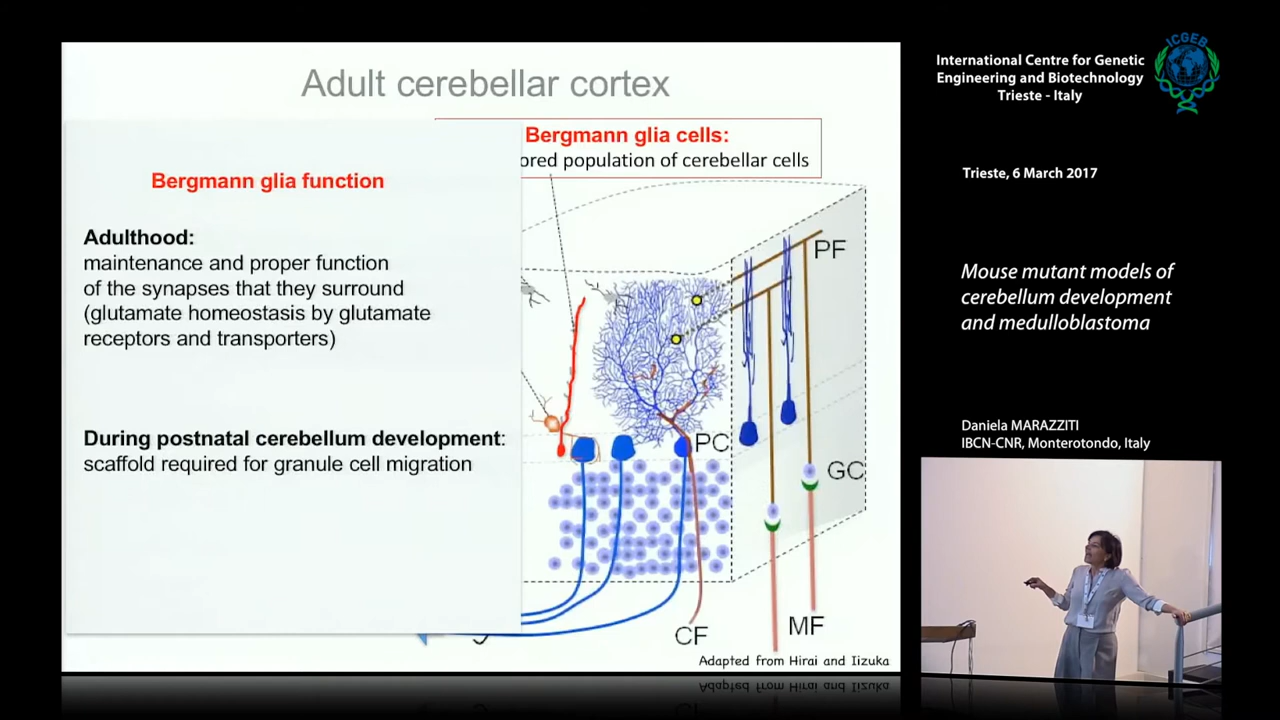 Adult cerebellar cortex
Bergmann glia cells:
ored population of cerebellar cells
Bergmann glia function
Adulthood:
maintenance and proper function
of the synapses that they surround
(glutamate homeostasis by glutamate
receptors and transporters)
During postnatal cerebellum development:
scaffold required for granule cell migration
PF
PC
GC
CF
MF
Adapted from Hirai and Iizuka
International Centre for Genetic
Engineering and Biotechnology
Trieste - Italy
ICGEB
Trieste, 6 March 2017
Mouse mutant models of
cerebellum development
and medulloblastoma
Daniela MARAZZITI
IBCN-CNR, Monterotondo, Italy